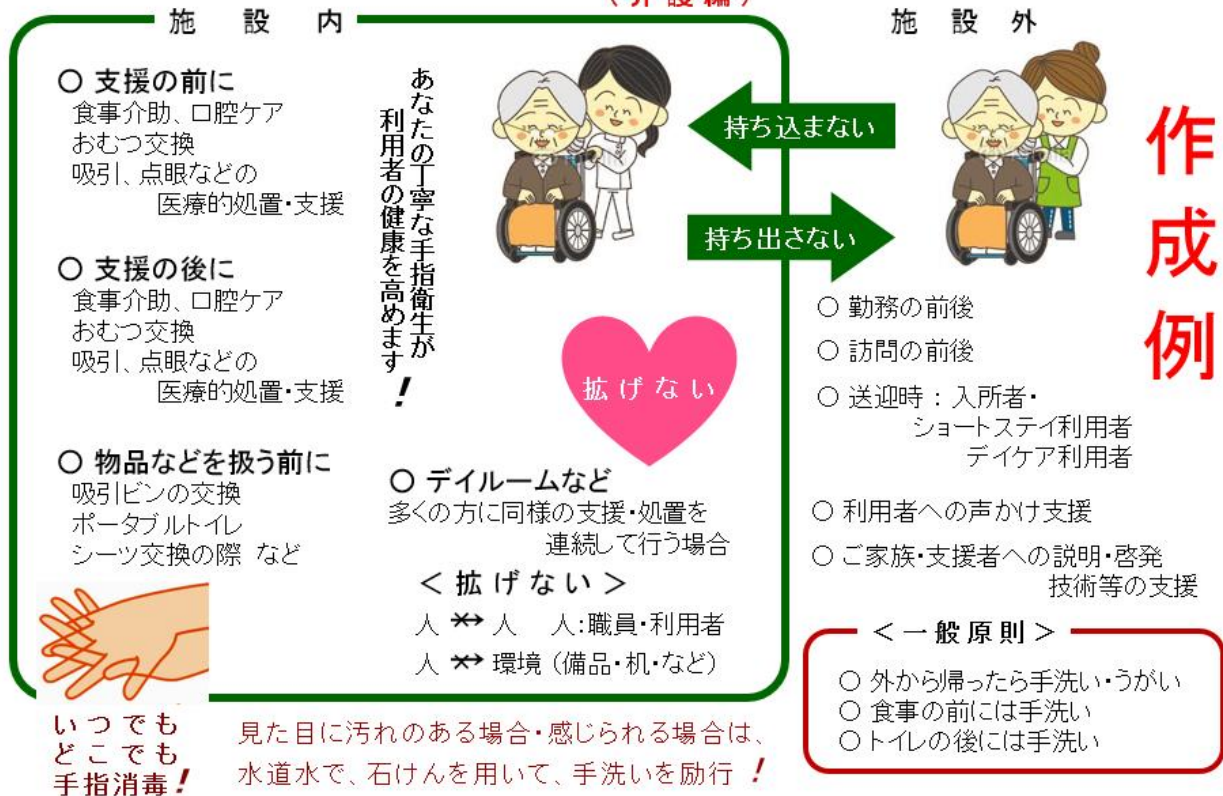 (介護編)
施設内
○ 支援の前に
食事介助、口腔ケア
おむつ交換
吸引、点眼などの
医療的処置・支援
○ 支援の後に
食事介助、口腔ケア
おむつ交換
吸引、点眼などの
医療的処置・支援
○ 物品などを扱う前に
吸引ビンの交換
ポータブルトイレ
シーツ交換の際 など
あなたの丁寧な手指衛生が
利用者の健康を高めます!
持ち込まない
持ち出さない
拡げない
○ デイルームなど
多くの方に同様の支援・処置を
連続して行う場合
<拡げない>
人 ↔ 人 人:職員・利用者
人 ↔ 環境(備品・机・など)
施設外
作成例
○ 勤務の前後
○ 訪問の前後
○ 送迎時:入所者・
ショートステイ利用者
デイケア利用者
○ 利用者への声かけ支援
○ ご家族・支援者への説明・啓発
技術等の支援
<一般原則>
○ 外から帰ったら手洗い・うがい
○ 食事の前には手洗い
○トイレの後には手洗い
いつでも
どこでも
手指消毒!
見た目に汚れのある場合・感じられる場合は、
水道水で、石けんを用いて、手洗いを励行!